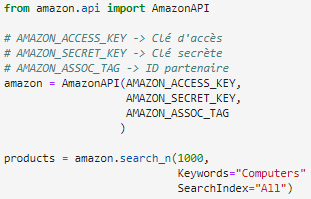 from amazon.api import AmazonAPI
# AMAZON_ACCESS_KEY -> Clé d'accès
# AMAZON_SECRET_KEY -> Clé secrète
# AMAZON_ASSOC_TAG -> ID partenaire
amazon = AmazonAPI(AMAZON_ACCESS_KEY,
AMAZON_SECRET_KEY,
AMAZON_ASSOC_TAG
)
products = amazon.search_n(1000,
Keywords="Computers"
SearchIndex="All")